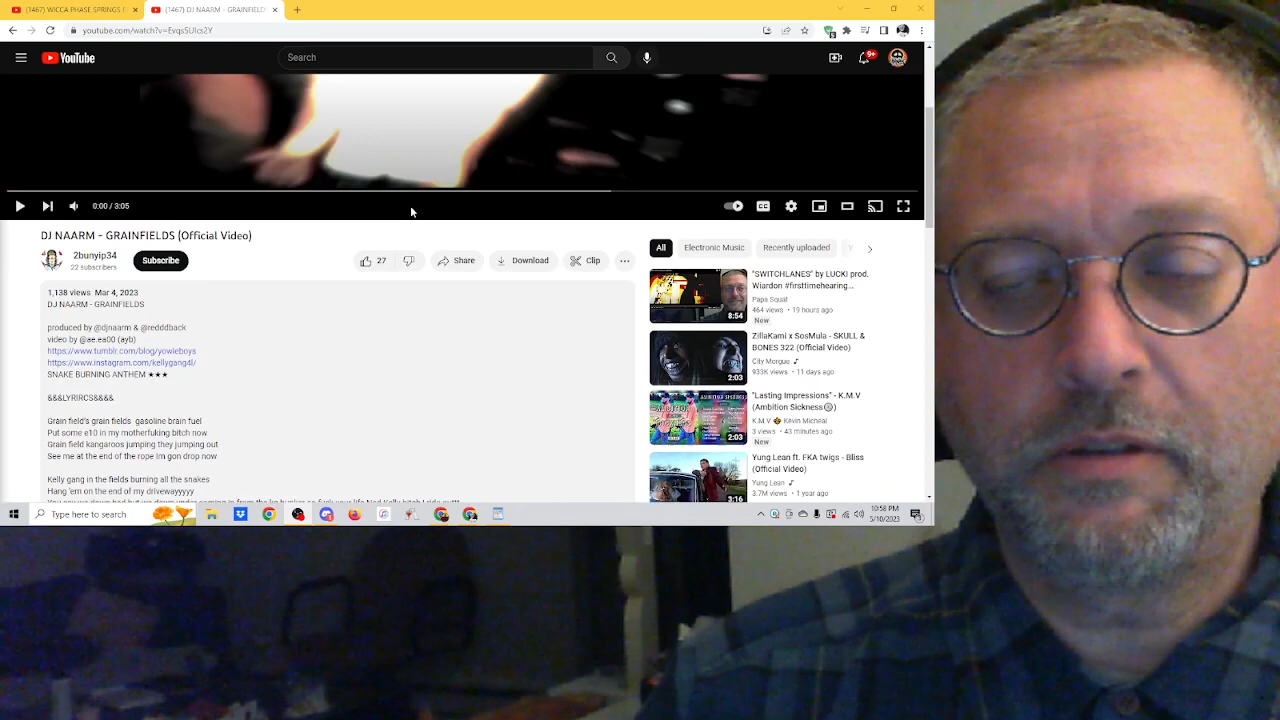 (1467) WICCA PHASE SPRINGS E
(1467) DJ NAARM - GRAINFIELDS
youtube.com/watch?v=Evqs5Ulcs2Y
YouTube
Search
9+
0:00 / 3:05
DJ NAARM - GRAINFIELDS (Official Video)
2bunyip34
22 subscribers
Subscribe
27
Share
Download
Clip
1,138 views Mar 4, 2023
DJ NAARM - GRAINFIELDS
produced by @djnaarm & @redddback
video by @ae.ea00 (ayb)
https://www.tumblr.com/blog/yowieboys
https://www.instagram.com/kellygang4l/
SNAKE BURNING ANTHEM ★★★
&&&LYRIRCS&&&&
Grain field's grain fields gasoline brain fuel
Put some e10 in my motherfuking bitch now
Grain field kangaroos jumping they jumping out
See me at the end of the rope Im gon drop now
Kelly gang in the fields burning all the snakes
Hang 'em on the end of my drivewayyyyy
All
Electronic Music
Recently uploaded
"SWITCHLANES" by LUCKI prod.
Wiardon #firsttimehearing...
Papa Squat
464 views • 19 hours ago
New
8:54
ZillaKami x SosMula - SKULL &
BONES 322 (Official Video)
City Morgue
933K views • 11 days ago
2:03
"Lasting Impressions" - K.M.V
(Ambition Sickness)
K.M.V Kevin Micheal
3 views • 43 minutes ago
New
2:03
Yung Lean ft. FKA twigs - Bliss
(Official Video)
Yung Lean
3.7M views • 1 year ago
3:16
Type here to search
10:58 PM
5/10/2023